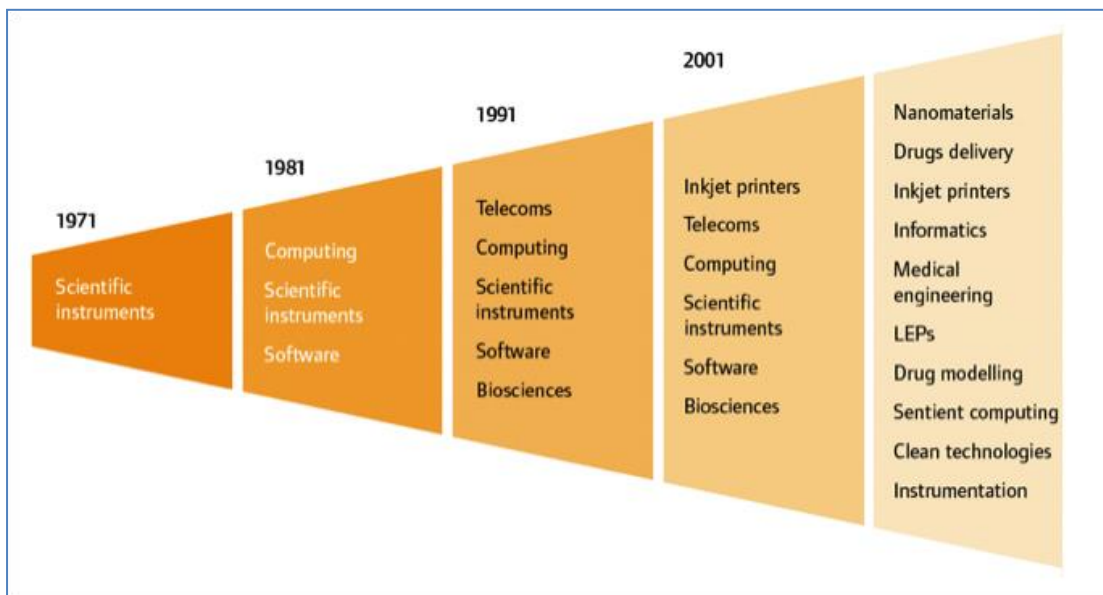 1971
Scientific
instruments
1981
Computing
Scientific
instruments
Software
1991
Telecoms
Computing
Scientific
instruments
Software
Biosciences
2001
Inkjet printers
Telecoms
Computing
Scientific
instruments
Software
Biosciences
Nanomaterials
Drugs delivery
Inkjet printers
Informatics
Medical
engineering
LEPs
Drug modelling
Sentient computing
Clean technologies
Instrumentation